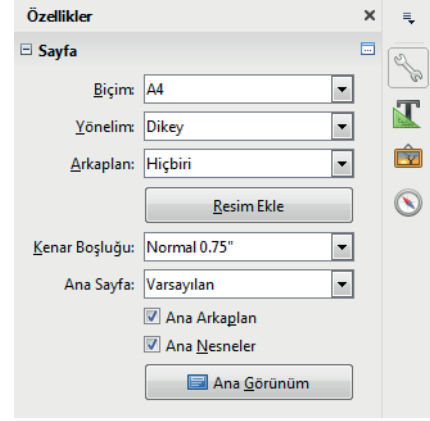 Özellikler
Sayfa
Biçim: A4
Yönelim: Dikey
Arkaplan: Hiçbiri
Resim Ekle
Kenar Boşluğu: Normal 0.75"
Ana Sayfa: Varsayılan
Ana Arkaplan
Ana Nesneler
Ana Görünüm